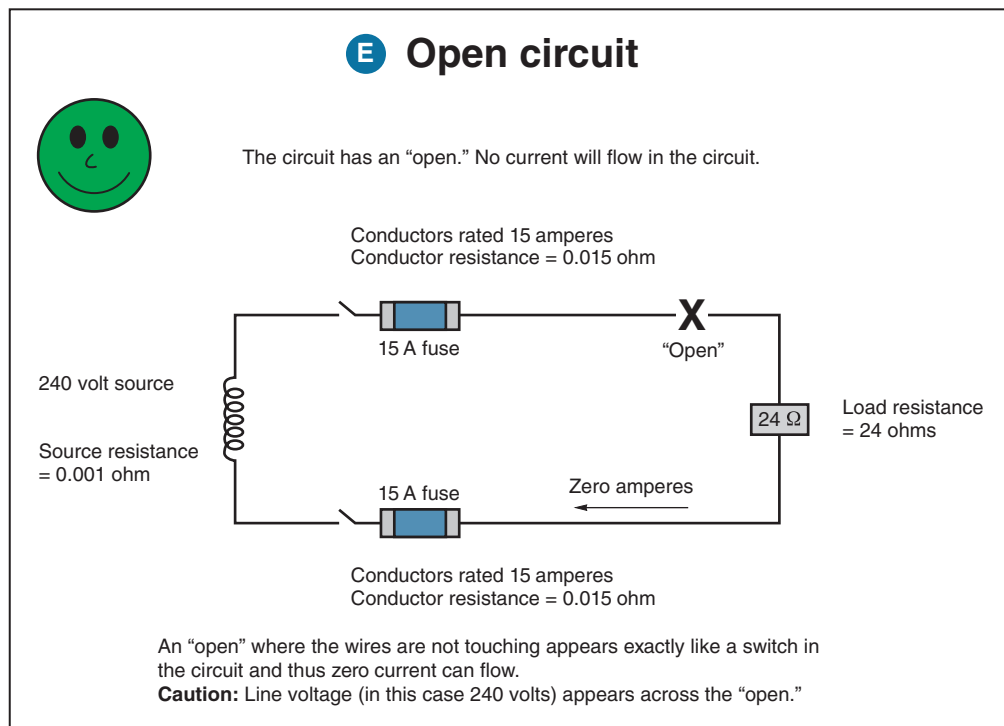 E Open circuit
The circuit has an “open.” No current will flow in the circuit.
Conductors rated 15 amperes
Conductor resistance = 0.015 ohm
15 A fuse
X
“Open”
240 volt source
Source resistance
= 0.001 ohm
24 Ω
Load resistance
= 24 ohms
15 A fuse
Zero amperes
Conductors rated 15 amperes
Conductor resistance = 0.015 ohm
An “open” where the wires are not touching appears exactly like a switch in
the circuit and thus zero current can flow.
Caution: Line voltage (in this case 240 volts) appears across the “open.”